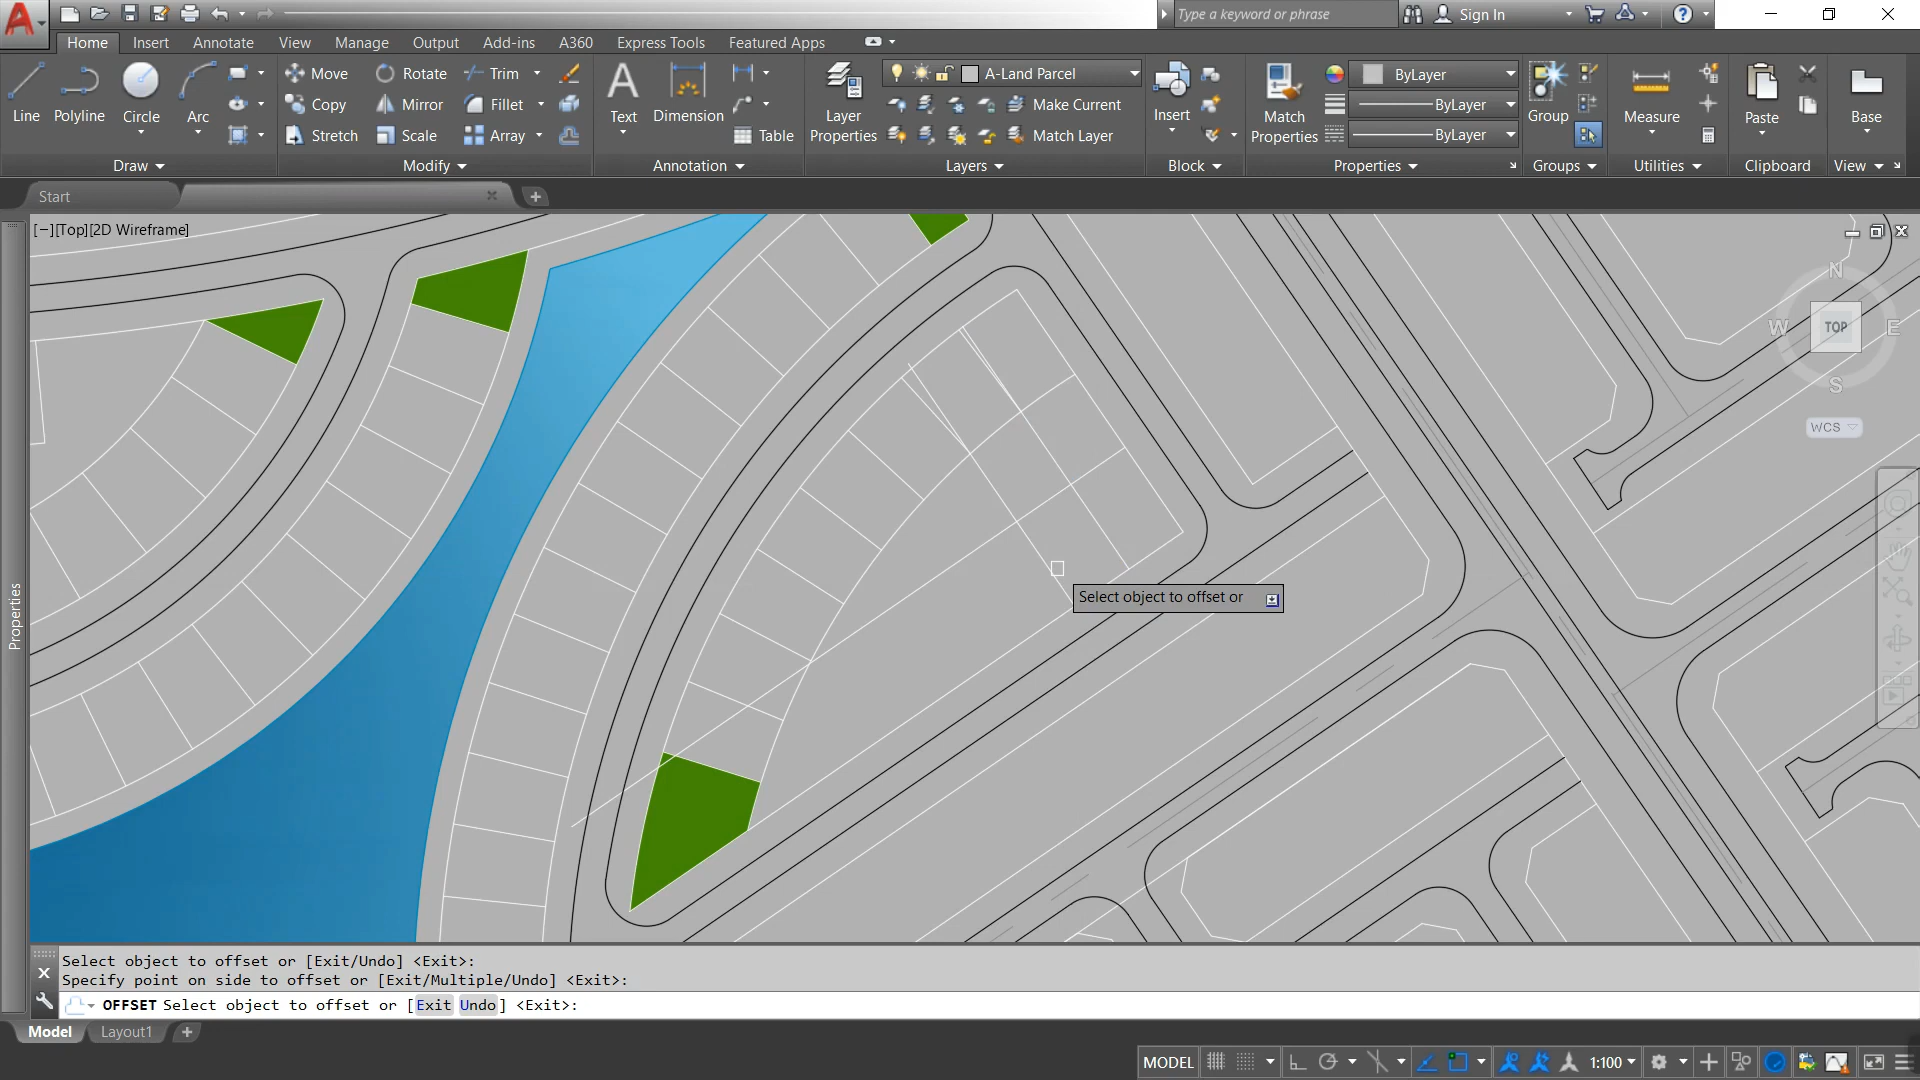 Type a keyword or phrase
Sign In
Home Insert Annotate View Manage Output Add-ins A360 Express Tools Featured Apps
Line Polyline Circle Arc
Move Rotate Trim
Copy Mirror Fillet
Stretch Scale Array
Text Dimension Table
Layer Properties
A-Land Parcel
Make Current
Match Layer
Insert
Match Properties
ByLayer
ByLayer
ByLayer
Group Measure Paste Base
Draw Modify Annotation Layers Block Properties Groups Utilities Clipboard View
Start
[−][Top][2D Wireframe]
N
W TOP E
S
WCS
Properties
Select object to offset or
Select object to offset or [Exit/Undo] <Exit>:
Specify point on side to offset or [Exit/Multiple/Undo] <Exit>:
OFFSET Select object to offset or [Exit Undo] <Exit>:
Model Layout1
MODEL 1:100